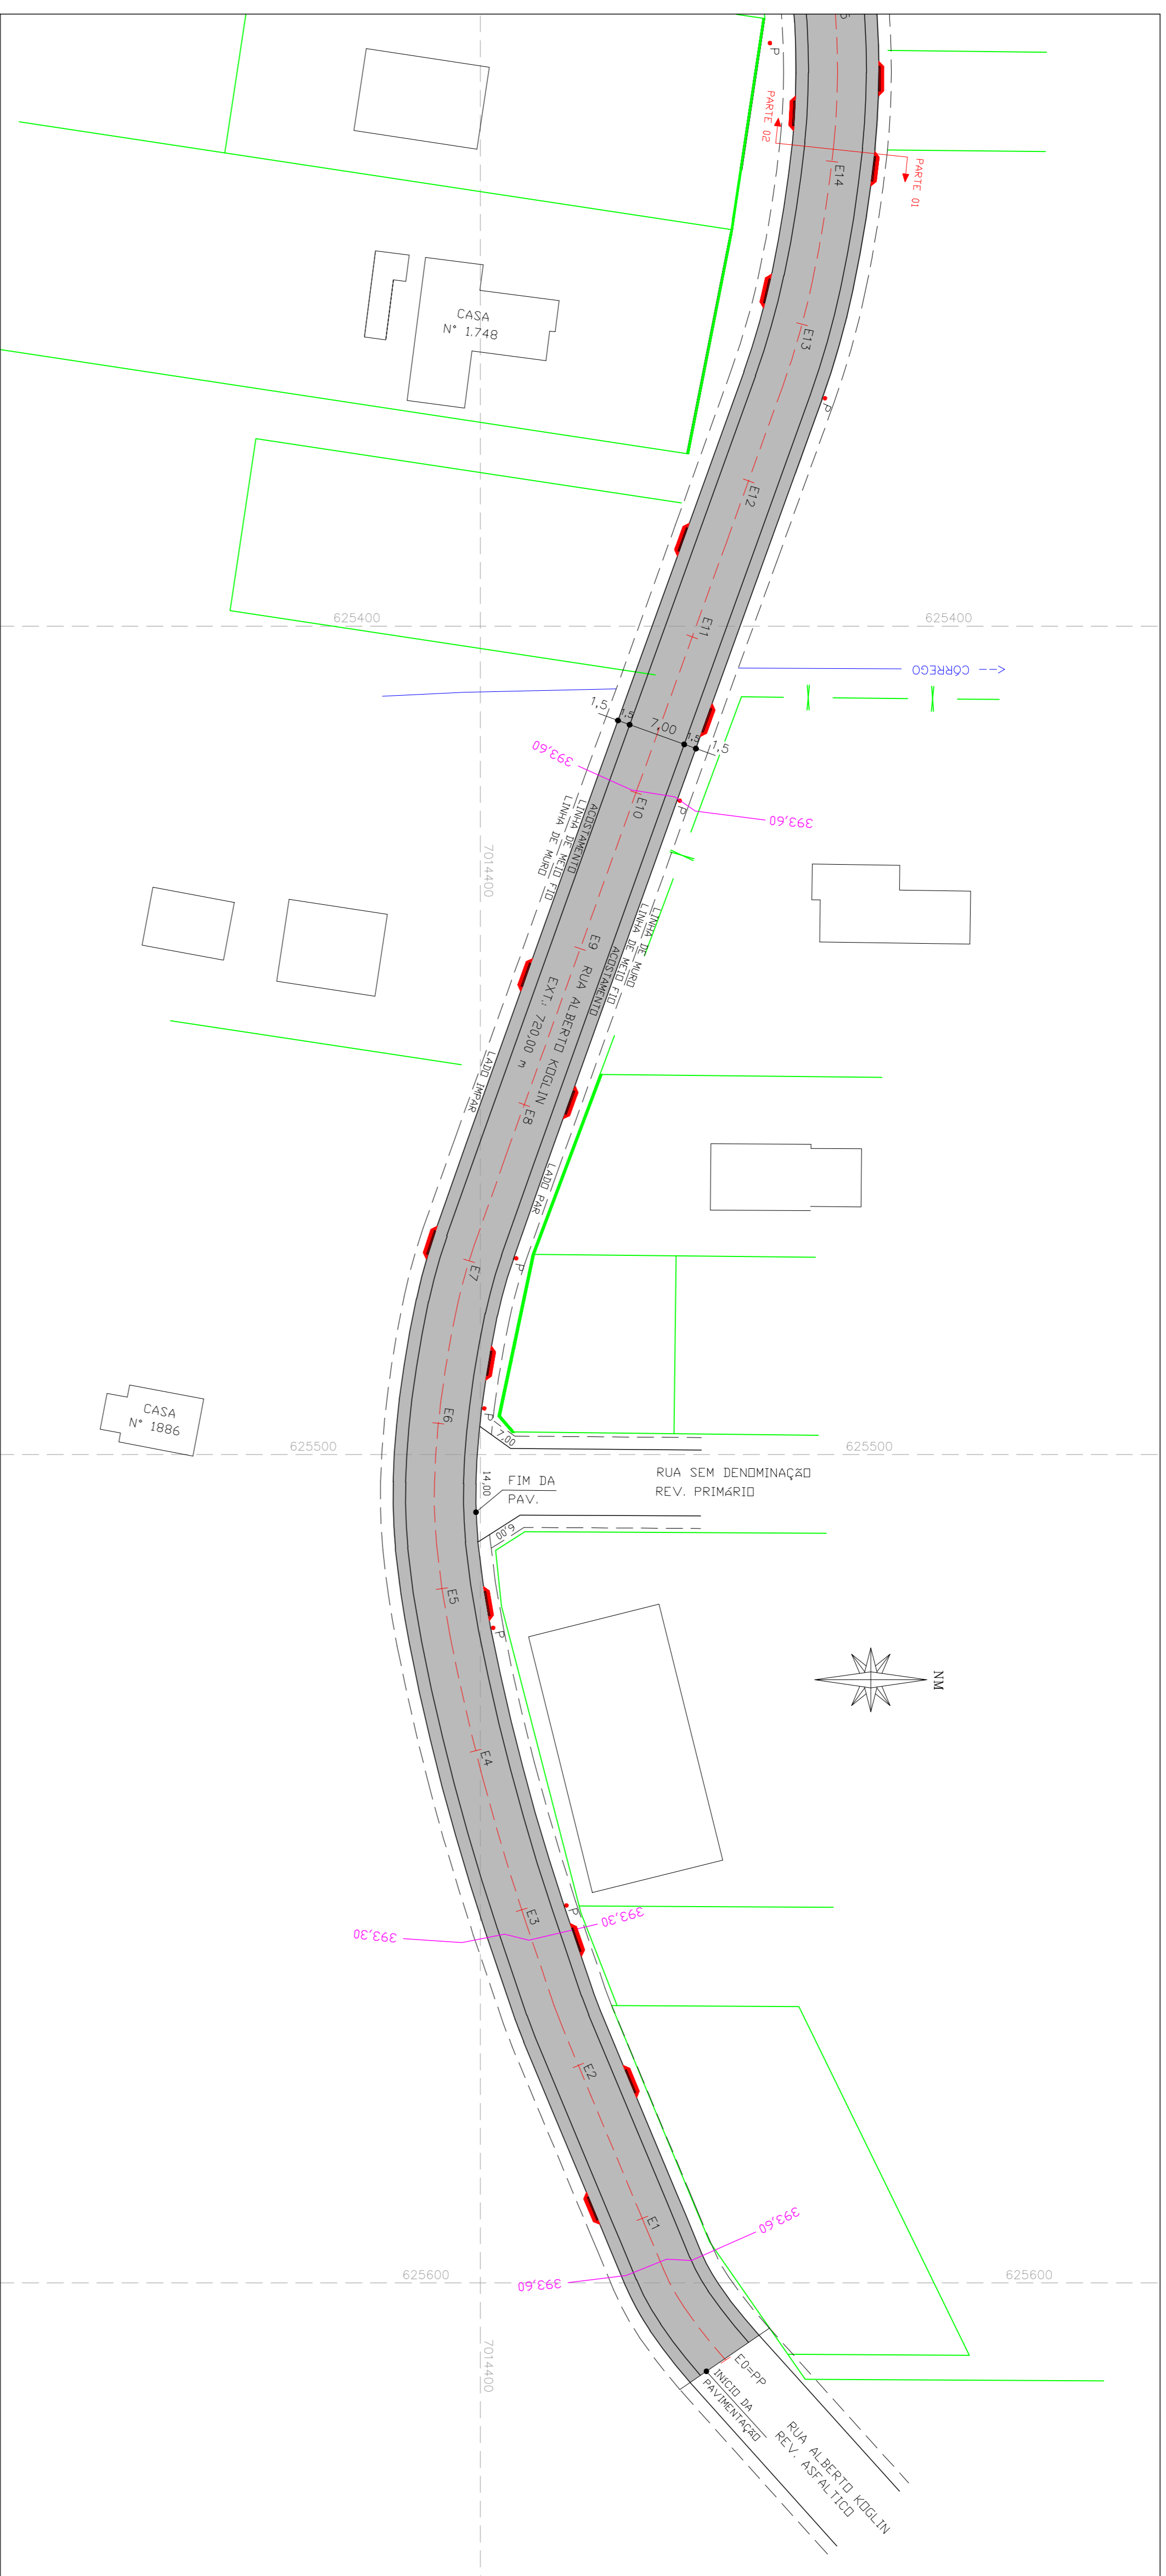 P
PARTE 02
PARTE 01
E14
CASA
N° 1.748
E13
P
E12
625400
625400
E11
<-- CÓRREGO
1,5
1,5
7,00
1,5
1,5
393,60
393,60
E10
P
ACOSTAMENTO
LINHA DE MEIO FIO
LINHA DE MURO
7014400
LINHA DE MURO
LINHA DE MEIO FIO
ACOSTAMENTO
E9
RUA ALBERTO KOGLIN
EXT.: 720,00 m
E8
LADO IMPAR
LADO PAR
E7
P
CASA
N° 1886
E6
P
7,00
625500
625500
14,00
FIM DA
PAV.
RUA SEM DENOMINAÇÃO
REV. PRIMÁRIO
6,00
E5
P
NM
E4
E3
P
393,30
393,30
E2
E1
393,60
393,60
625600
625600
7014400
E0=PP
INÍCIO DA
PAVIMENTAÇÃO
RUA ALBERTO KOGLIN
REV. ASFALTICO